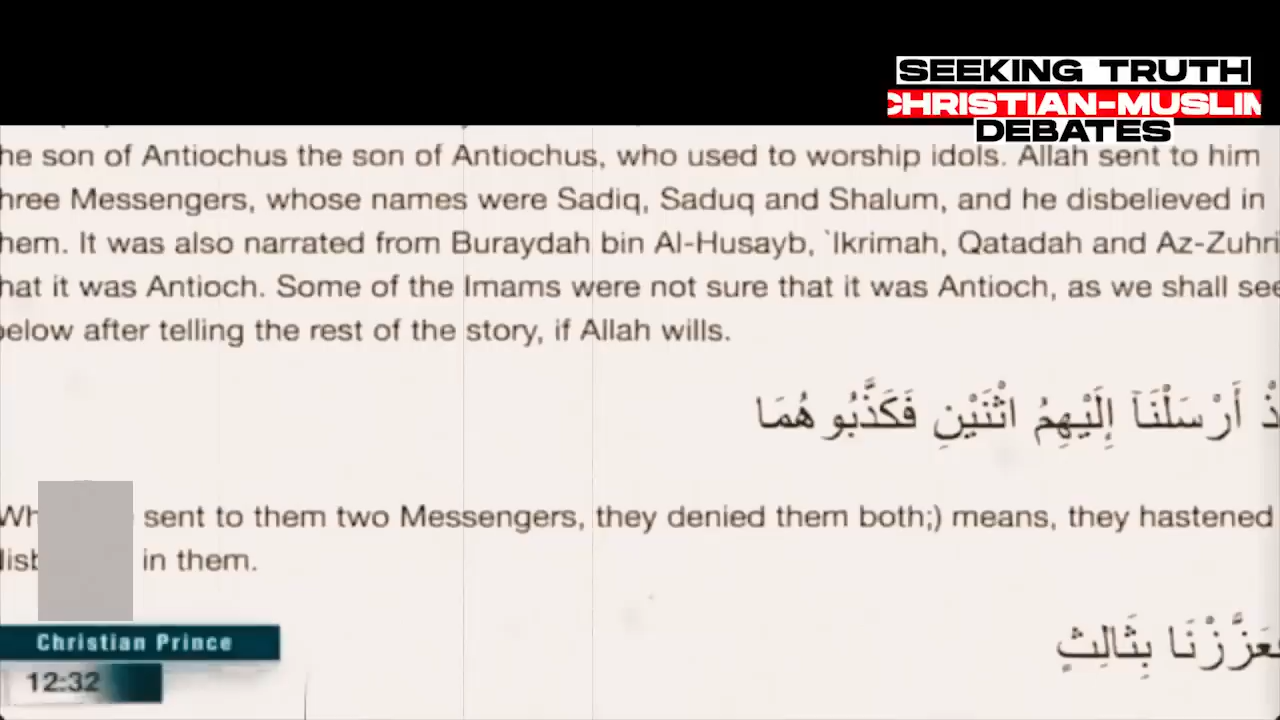 SEEKING TRUTH
CHRISTIAN-MUSLIM
DEBATES
he son of Antiochus the son of Antiochus, who used to worship idols. Allah sent to him
hree Messengers, whose names were Sadiq, Saduq and Shalum, and he disbelieved in
hem. It was also narrated from Buraydah bin Al-Husayb, `Ikrimah, Qatadah and Az-Zuhri
hat it was Antioch. Some of the Imams were not sure that it was Antioch, as we shall see
below after telling the rest of the story, if Allah wills.
ذْ أَرْسَلْنَآ إِلَيْهِمُ اثْنَيْنِ فَكَذَّبُوهُمَا
Wh sent to them two Messengers, they denied them both;) means, they hastened
in them.
عَزَّزْنَا بِثَالِثٍ
Christian Prince
12:32